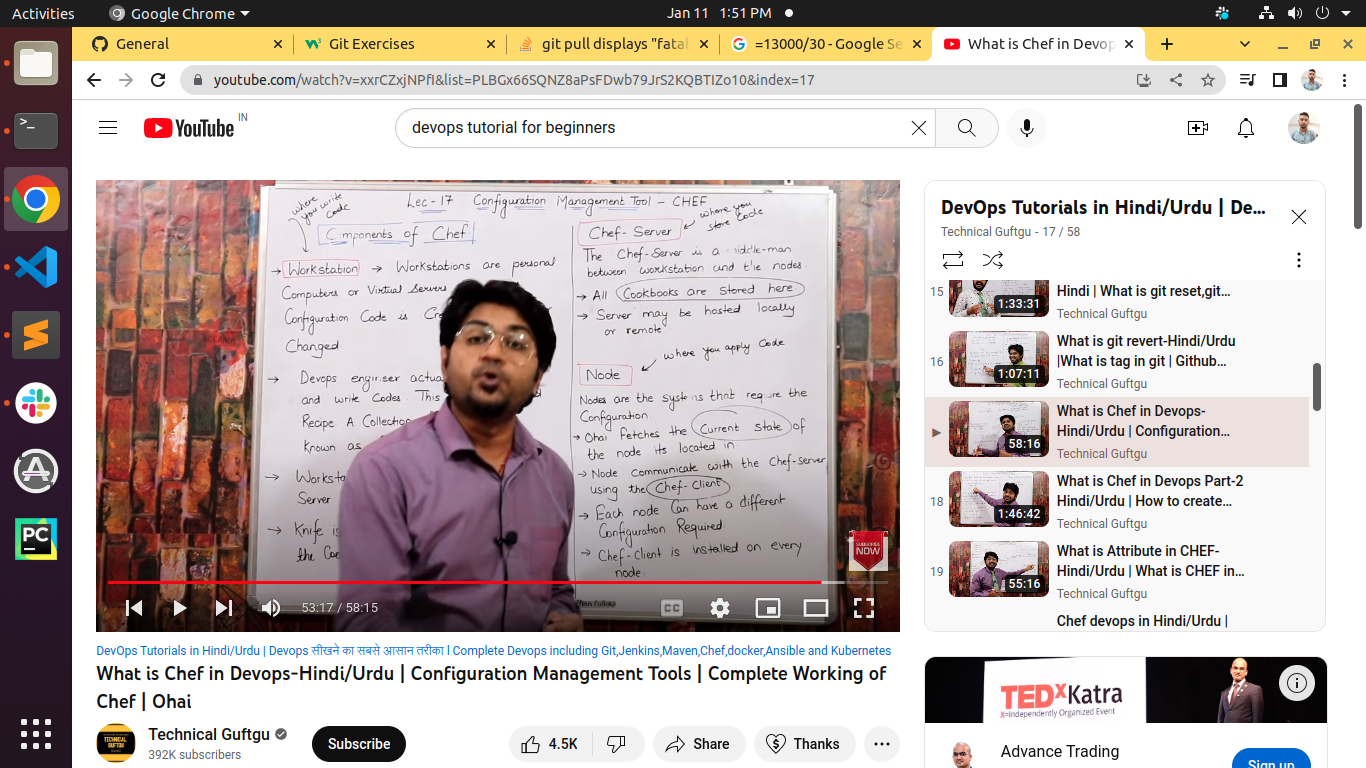 Activities
Google Chrome
Jan 11 1:51 PM
General
Git Exercises
git pull displays "fatal
=13000/30 - Google Se
What is Chef in Devop
youtube.com/watch?v=xxrCZxjNPfI&list=PLBGx66SQNZ8aPsFDwb79JrS2KQBTIZo10&index=17
YouTube IN
devops tutorial for beginners
Lec-17 Configuration Management Tool - CHEF
where you write Code
Components of Chef
→ Workstation → Workstations are personal
Computers or Virtual Servers
Configuration Code is
Changed.
→ Devops engineer
and write Codes. This
Recipe A
Known as
→
Server
→ Knife is
the
Chef-Server
where you store Code
The Chef-Server is a middle-man
between workstation and the nodes.
→ All Cookbooks are Stored here
→ Server may be hosted locally
or remote
Node
where you apply Code
Nodes are the systems that require the
Configuration
→ Ohai fetches the Current State of
the node its located in.
→ Node communicate with the Chef-Server
using the Chef-Client
→ Each node Can have a different
Configuration Required.
→ Chef-Client is installed on every
node.
SUBSCRIBE
NOW
53:17 / 58:15
CC
DevOps Tutorials in Hindi/Urdu | Devops सीखने का सबसे आसान तरीका l Complete Devops including Git,Jenkins,Maven,Chef,docker,Ansible and Kubernetes
What is Chef in Devops-Hindi/Urdu | Configuration Management Tools | Complete Working of
Chef | Ohai
TECHNICAL
GUFTGU
Technical Guftgu
392K subscribers
Subscribe
4.5K
Share
Thanks
DevOps Tutorials in Hindi/Urdu | De...
Technical Guftgu - 17 / 58
15
1:33:31
Hindi | What is git reset,git...
Technical Guftgu
16
1:07:11
What is git revert-Hindi/Urdu
|What is tag in git | Github...
Technical Guftgu
58:16
What is Chef in Devops-
Hindi/Urdu | Configuration...
Technical Guftgu
18
1:46:42
What is Chef in Devops Part-2
Hindi/Urdu | How to create...
Technical Guftgu
19
55:16
What is Attribute in CHEF-
Hindi/Urdu | What is CHEF in...
Technical Guftgu
Chef devops in Hindi/Urdu |
TEDxKatra
X=Independently Organized Event
Advance Trading
Sign up
PC